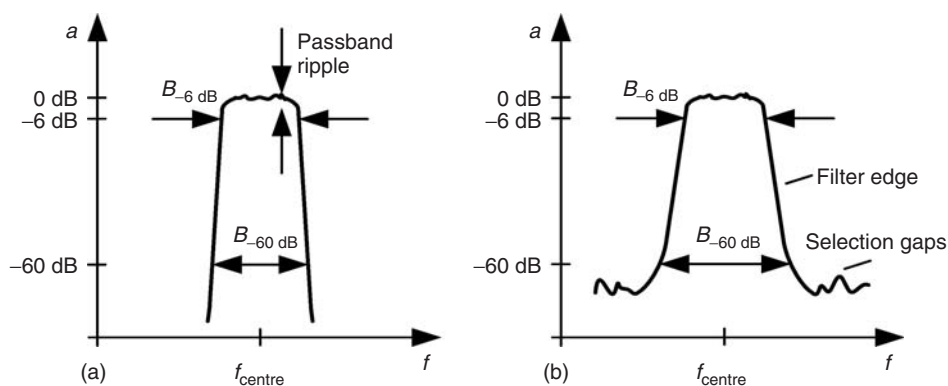 a
Passband
ripple
B–6 dB
0 dB
–6 dB
B–60 dB
–60 dB
(a)
fcentre
f
a
B–6 dB
0 dB
–6 dB
Filter edge
B–60 dB
Selection gaps
–60 dB
(b)
fcentre
f